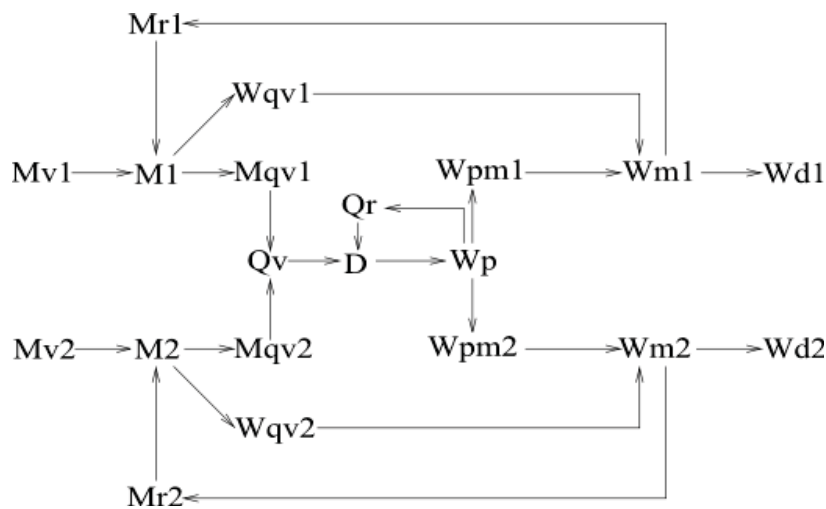 Mr1
Wqv1
Mv1 M1 Mqv1 Wpm1 Wm1 Wd1
Qr
Qv D Wp
Mv2 M2 Mqv2 Wpm2 Wm2 Wd2
Wqv2
Mr2